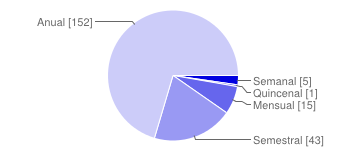 Anual [152]
Semanal [5]
Quincenal [1]
Mensual [15]
Semestral [43]